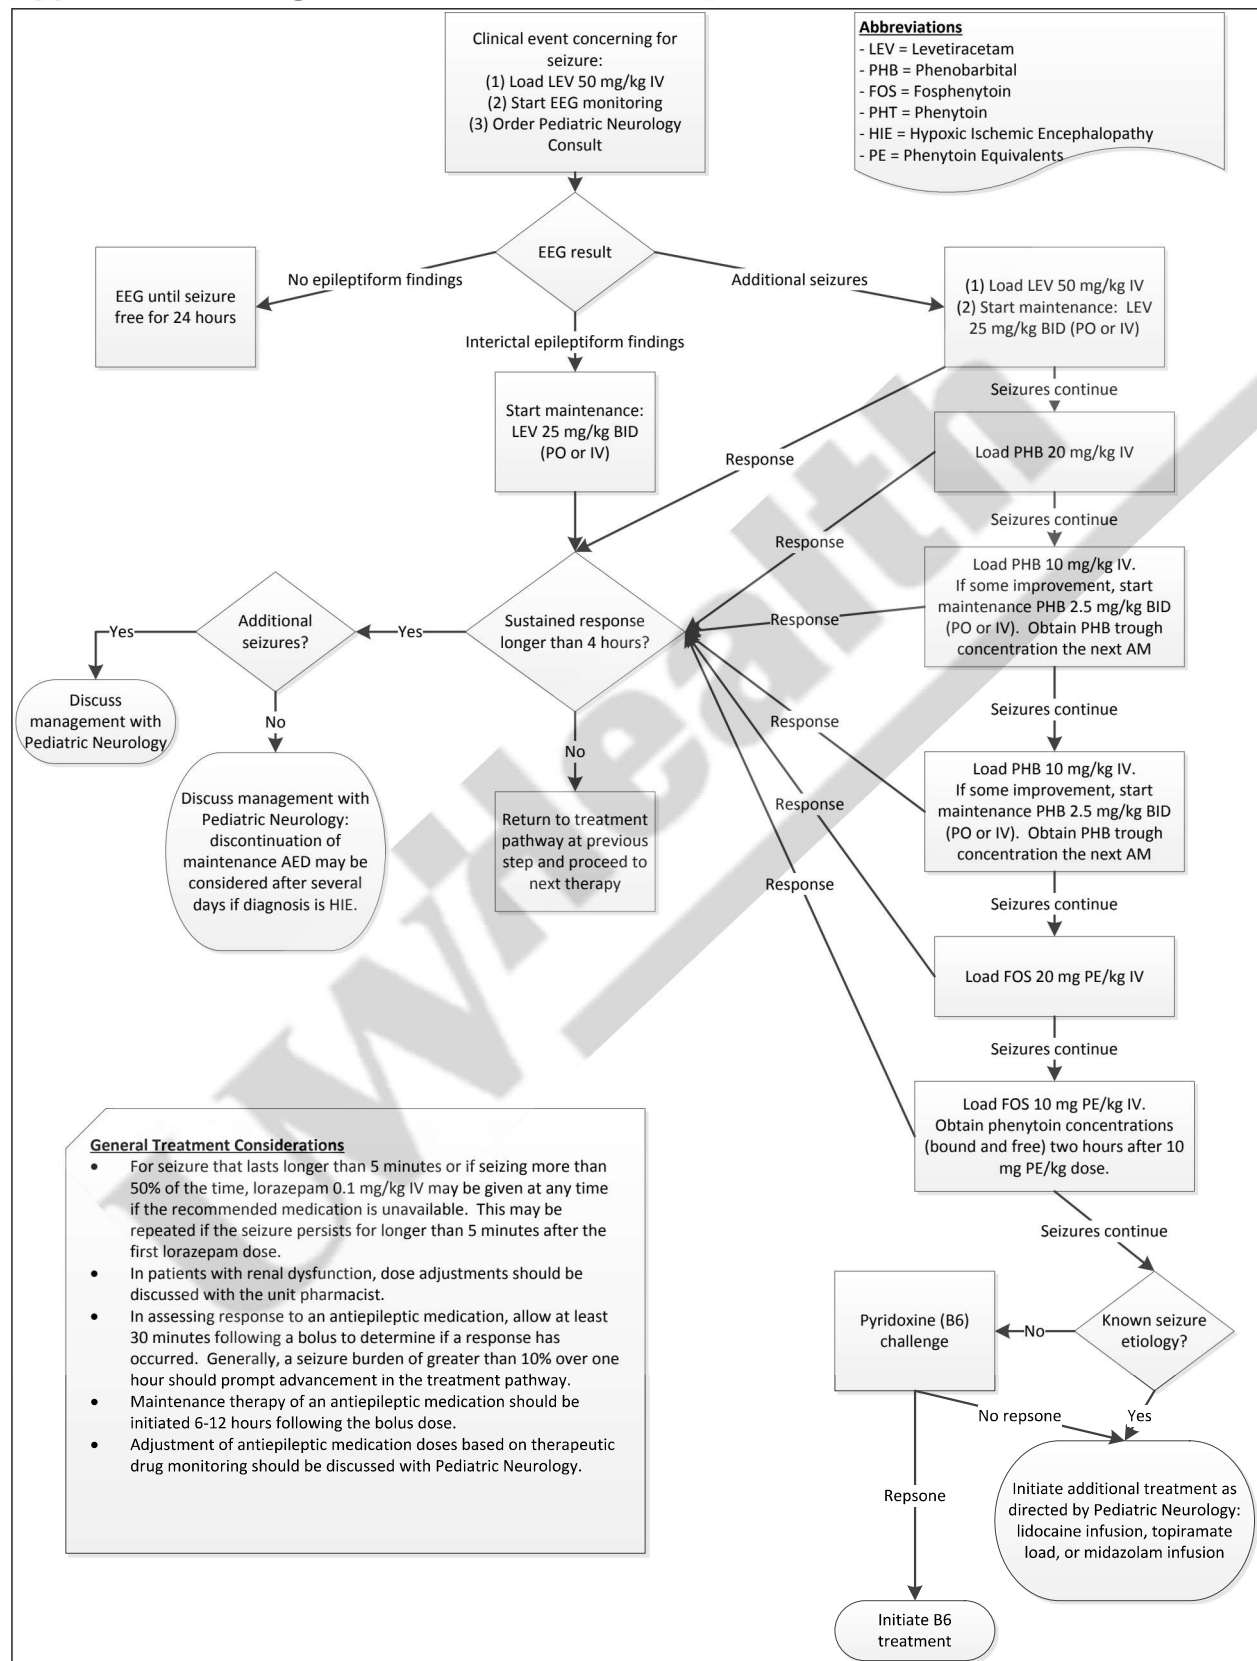 Clinical event concerning for
seizure:
(1) Load LEV 50 mg/kg IV
(2) Start EEG monitoring
(3) Order Pediatric Neurology
Consult
Abbreviations
- LEV = Levetiracetam
- PHB = Phenobarbital
- FOS = Fosphenytoin
- PHT = Phenytoin
- HIE = Hypoxic Ischemic Encephalopathy
- PE = Phenytoin Equivalents
EEG result
No epileptiform findings
Additional seizures
EEG until seizure
free for 24 hours
Interictal epileptiform findings
(1) Load LEV 50 mg/kg IV
(2) Start maintenance: LEV
25 mg/kg BID (PO or IV)
Start maintenance:
LEV 25 mg/kg BID
(PO or IV)
Seizures continue
Response
Load PHB 20 mg/kg IV
Seizures continue
Response
Load PHB 10 mg/kg IV.
If some improvement, start
maintenance PHB 2.5 mg/kg BID
(PO or IV). Obtain PHB trough
concentration the next AM
Response
Sustained response
longer than 4 hours?
Yes
Additional
seizures?
Yes
Discuss
management with
Pediatric Neurology
No
No
Discuss management with
Pediatric Neurology:
discontinuation of
maintenance AED may be
considered after several
days if diagnosis is HIE.
Return to treatment
pathway at previous
step and proceed to
next therapy
Seizures continue
Response
Load PHB 10 mg/kg IV.
If some improvement, start
maintenance PHB 2.5 mg/kg BID
(PO or IV). Obtain PHB trough
concentration the next AM
Response
Response
Seizures continue
Load FOS 20 mg PE/kg IV
Seizures continue
Load FOS 10 mg PE/kg IV.
Obtain phenytoin concentrations
(bound and free) two hours after 10
mg PE/kg dose.
Seizures continue
Known seizure
etiology?
No
Pyridoxine (B6)
challenge
No repsone
Yes
Repsone
Initiate additional treatment as
directed by Pediatric Neurology:
lidocaine infusion, topiramate
load, or midazolam infusion
Initiate B6
treatment
General Treatment Considerations
• For seizure that lasts longer than 5 minutes or if seizing more than
50% of the time, lorazepam 0.1 mg/kg IV may be given at any time
if the recommended medication is unavailable. This may be
repeated if the seizure persists for longer than 5 minutes after the
first lorazepam dose.
• In patients with renal dysfunction, dose adjustments should be
discussed with the unit pharmacist.
• In assessing response to an antiepileptic medication, allow at least
30 minutes following a bolus to determine if a response has
occurred. Generally, a seizure burden of greater than 10% over one
hour should prompt advancement in the treatment pathway.
• Maintenance therapy of an antiepileptic medication should be
initiated 6-12 hours following the bolus dose.
• Adjustment of antiepileptic medication doses based on therapeutic
drug monitoring should be discussed with Pediatric Neurology.
UWHealth